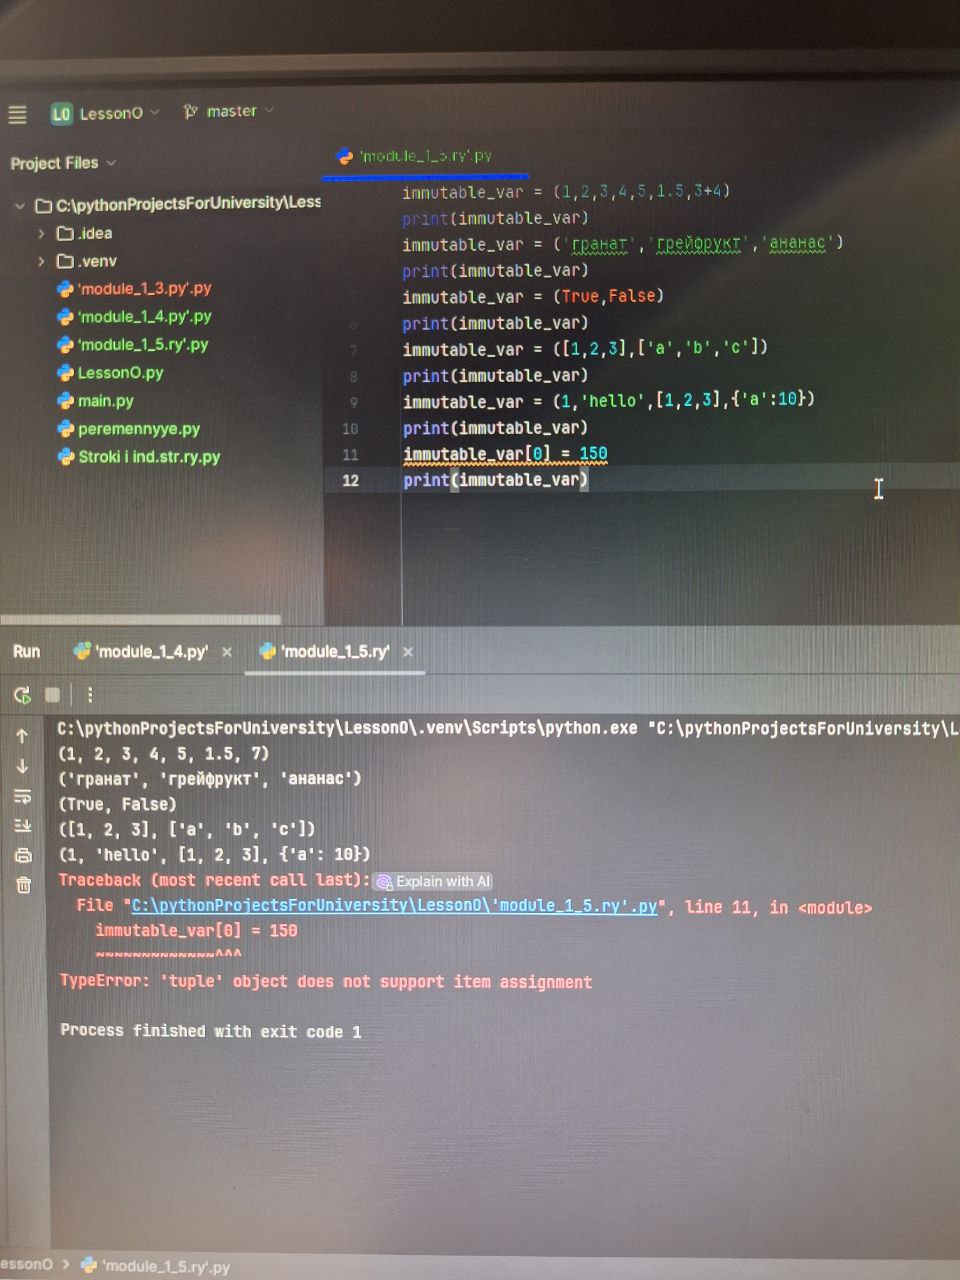 LO LessonO master
Project Files
'module_1_5.ry'.py
C:\pythonProjectsForUniversity\Less
.idea
.venv
'module_1_3.py'.py
'module_1_4.py'.py
'module_1_5.ry'.py
LessonO.py
main.py
peremennyye.py
Stroki i ind.str.ry.py
immutable_var = (1,2,3,4,5,1.5,3+4)
print(immutable_var)
immutable_var = ('гранат','грейфрукт','ананас')
print(immutable_var)
immutable_var = (True,False)
6 print(immutable_var)
7 immutable_var = ([1,2,3],['a','b','c'])
8 print(immutable_var)
9 immutable_var = (1,'hello',[1,2,3],{'a':10})
10 print(immutable_var)
11 immutable_var[0] = 150
12 print(immutable_var)
Run 'module_1_4.py' 'module_1_5.ry'
C:\pythonProjectsForUniversity\LessonO\.venv\Scripts\python.exe "C:\pythonProjectsForUniversity\L
(1, 2, 3, 4, 5, 1.5, 7)
('гранат', 'грейфрукт', 'ананас')
(True, False)
([1, 2, 3], ['a', 'b', 'c'])
(1, 'hello', [1, 2, 3], {'a': 10})
Traceback (most recent call last): Explain with AI
File "C:\pythonProjectsForUniversity\LessonO\'module_1_5.ry'.py", line 11, in <module>
immutable_var[0] = 150
~~~~~~~~~~~~~^^^
TypeError: 'tuple' object does not support item assignment
Process finished with exit code 1
essonO > 'module_1_5.ry'.py